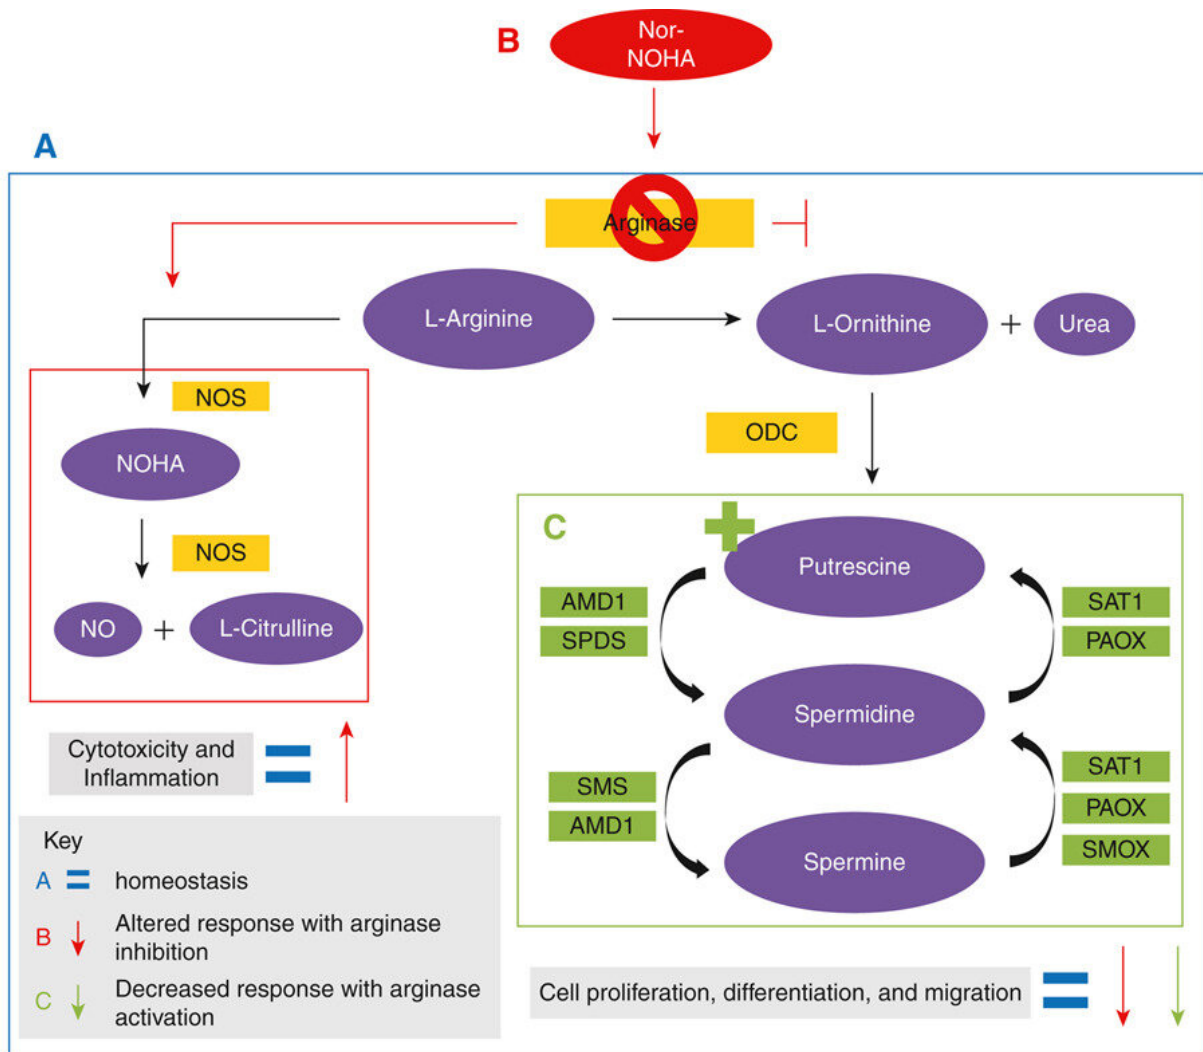 B
Nor-
NOHA
A
Arginase
L-Arginine
L-Ornithine
+
Urea
NOS
NOHA
NOS
NO
+
L-Citrulline
ODC
C
Putrescine
AMD1
SPDS
SAT1
PAOX
Spermidine
SMS
AMD1
SAT1
PAOX
SMOX
Spermine
Cytotoxicity and
Inflammation
=
Key
A = homeostasis
B Altered response with arginase
inhibition
C Decreased response with arginase
activation
Cell proliferation, differentiation, and migration =